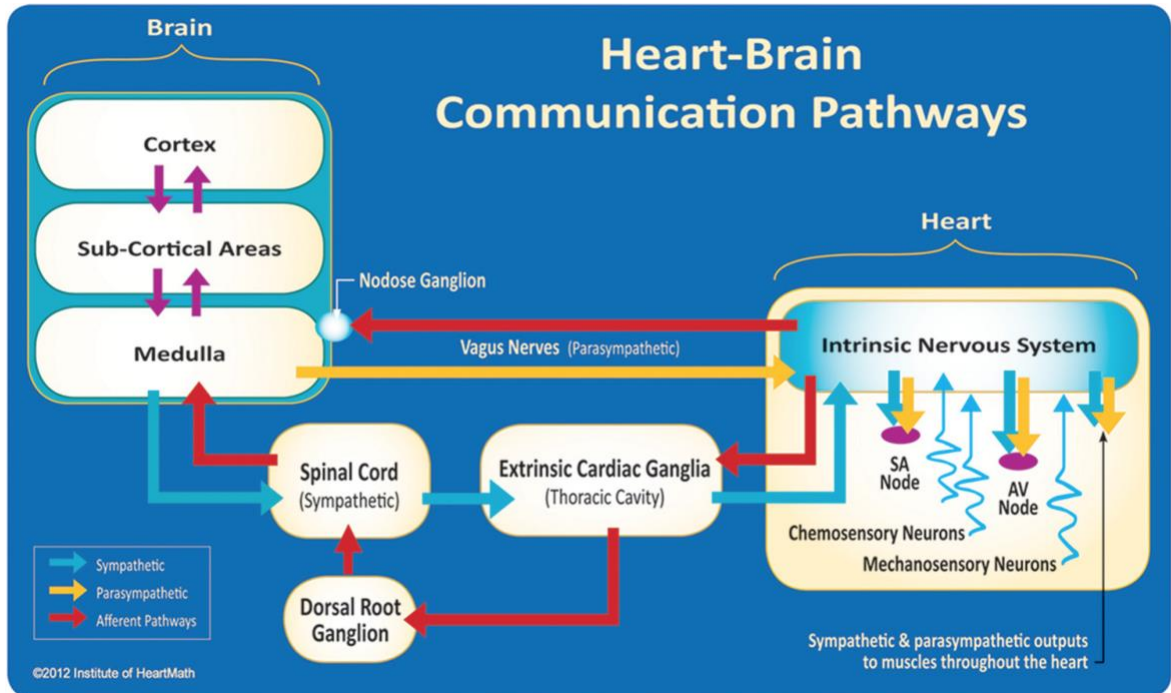 Brain
Heart-Brain
Communication Pathways
Cortex
Sub-Cortical Areas
Medulla
Nodose Ganglion
Vagus Nerves (Parasympathetic)
Heart
Intrinsic Nervous System
SA
Node
AV
Node
Chemosensory Neurons
Mechanosensory Neurons
Spinal Cord
(Sympathetic)
Extrinsic Cardiac Ganglia
(Thoracic Cavity)
Dorsal Root
Ganglion
Sympathetic
Parasympathetic
Afferent Pathways
Sympathetic & parasympathetic outputs
to muscles throughout the heart
©2012 Institute of HeartMath